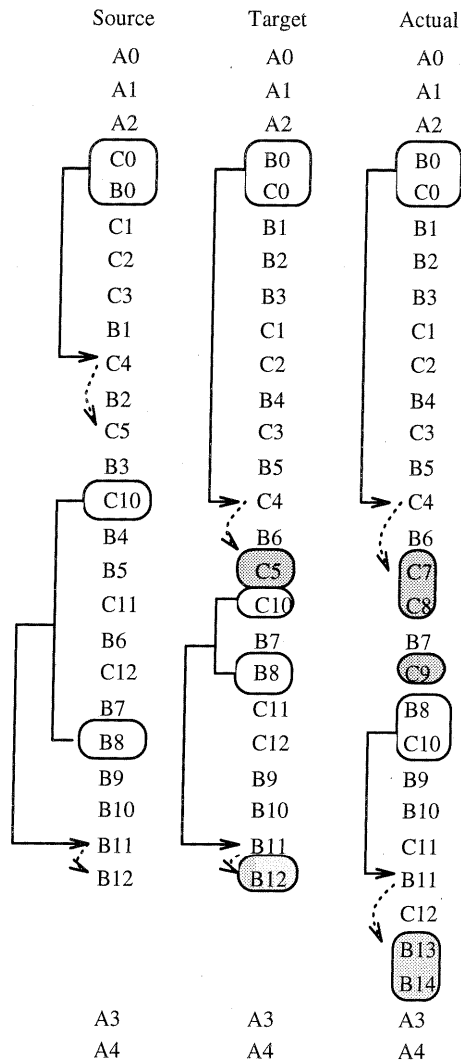 Source Target Actual
A0 A0 A0
A1 A1 A1
A2 A2 A2
C0 B0 B0
B0 C0 C0
C1 B1 B1
C2 B2 B2
C3 B3 B3
B1 C1 C1
C4 C2 C2
B2 B4 B4
C5 C3 C3
B3 B5 B5
C10 C4 C4
B4 B6 B6
B5 C5 C7
C11 C10 C8
B6 B7 B7
C12 B8 C9
B7 C11 B8
B8 C12 C10
B9 B9 B9
B10 B10 B10
B11 B11 C11
B12 B12 B11
C12
B13
B14
A3 A3 A3
A4 A4 A4